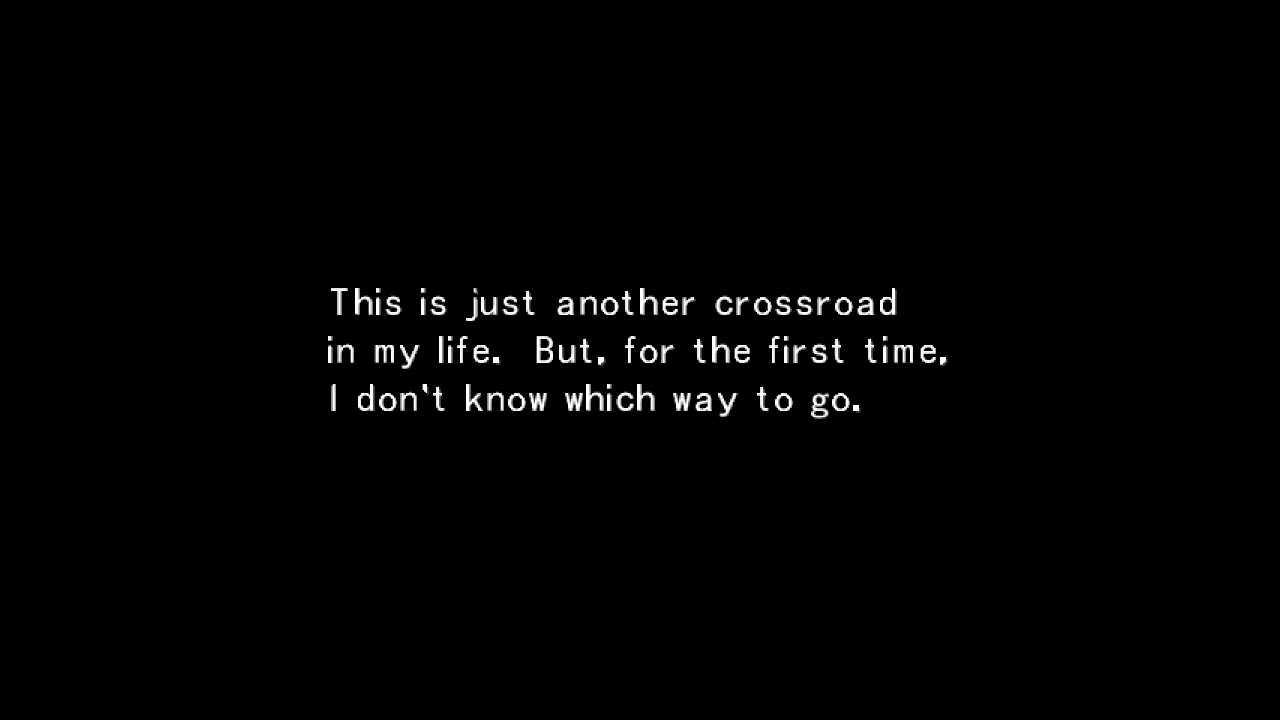 This is just another crossroad
in my life.  But, for the first time,
I don't know which way to go.